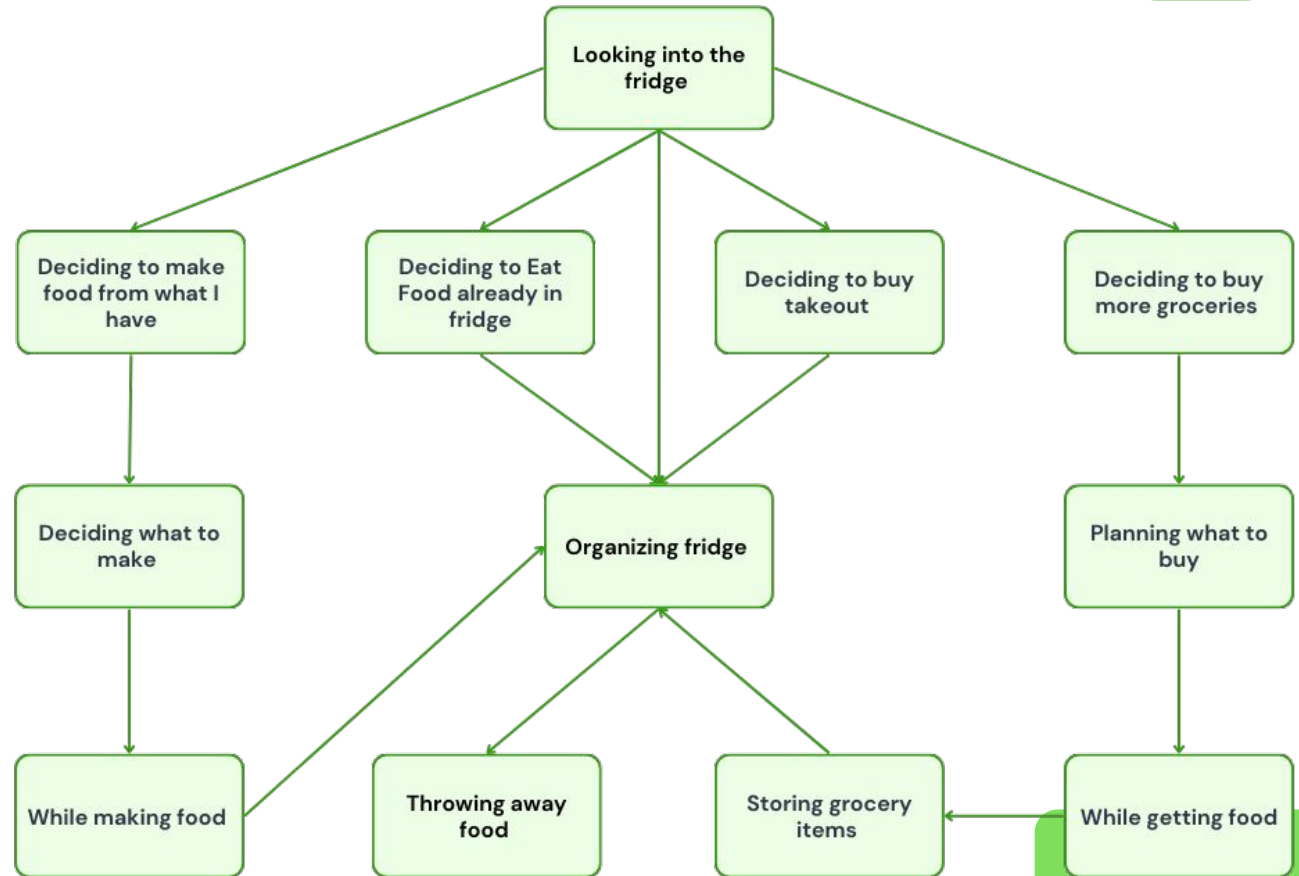 Looking into the
fridge
Deciding to make
food from what I
have
Deciding to Eat
Food already in
fridge
Deciding to buy
takeout
Deciding to buy
more groceries
Deciding what to
make
Organizing fridge
Planning what to
buy
While making food
Throwing away
food
Storing grocery
items
While getting food